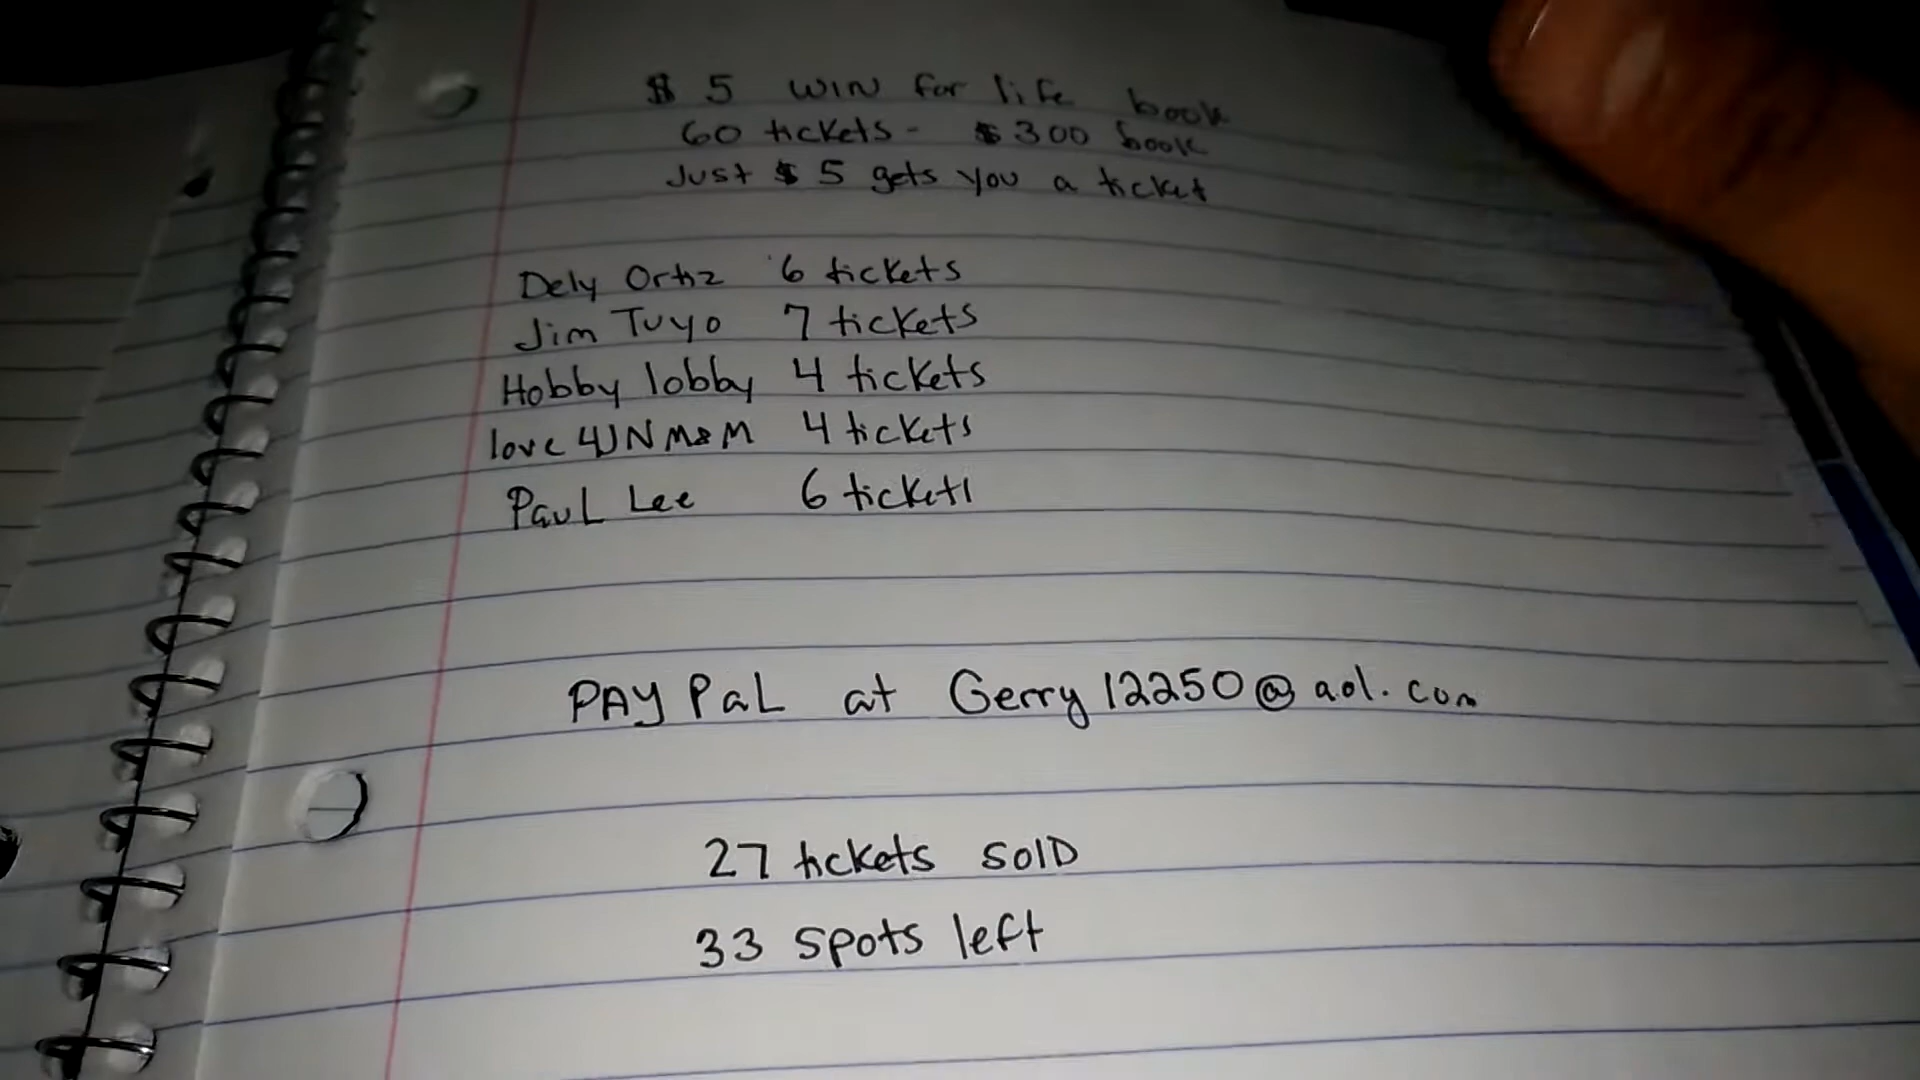 $ 5 WIN for life book
60 tickets - $300 book
Just $5 gets you a ticket
Dely Ortiz 6 tickets
Jim Tuyo 7 tickets
Hobby lobby 4 tickets
love 4JN M&M 4 tickets
Paul Lee 6 tickets
PAYPaL at Gerry12250@aol.com
27 tickets SOLD
33 spots left